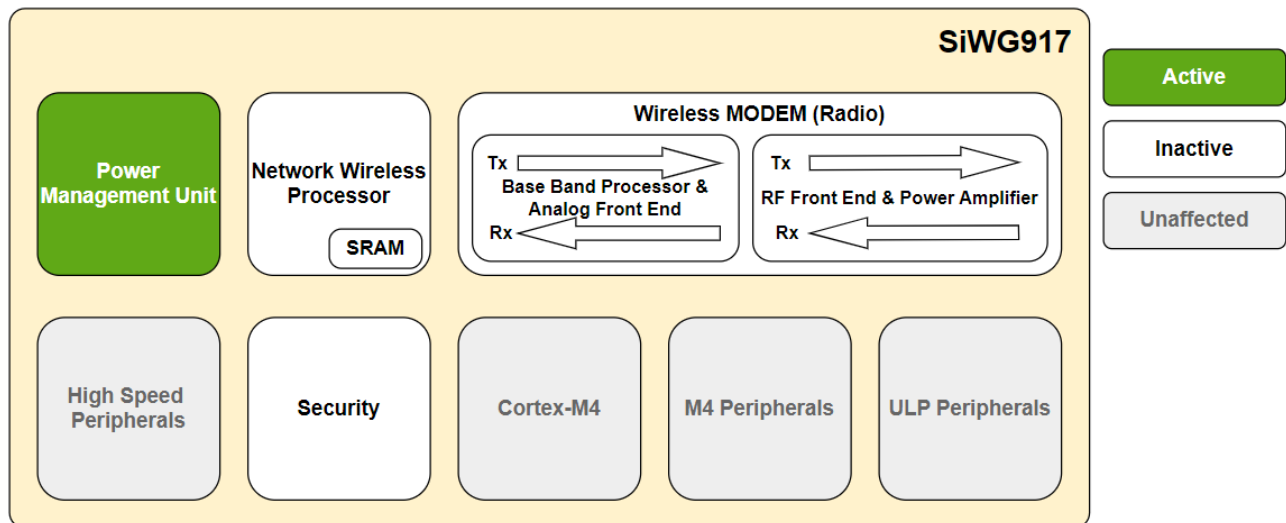 SiWG917
Active
Inactive
Unaffected
Power
Management Unit
Network Wireless
Processor
SRAM
Wireless MODEM (Radio)
Tx
Base Band Processor &
Analog Front End
Rx
Tx
RF Front End & Power Amplifier
Rx
High Speed
Peripherals
Security
Cortex-M4
M4 Peripherals
ULP Peripherals